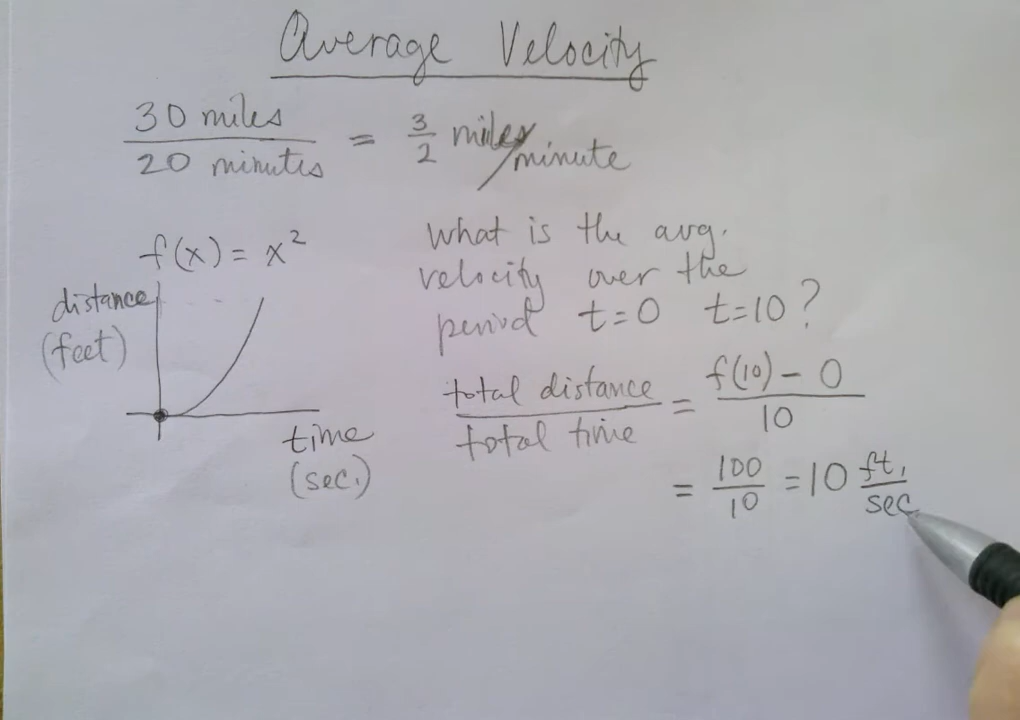 Average Velocity
30 miles
20 minutes
= 3/2 miles/minute
f(x) = x²
distance
(feet)
time
(sec.)
What is the avg.
velocity over the
period t=0 t=10?
total distance
total time
= f(10) - 0
10
= 100/10 = 10 ft./sec